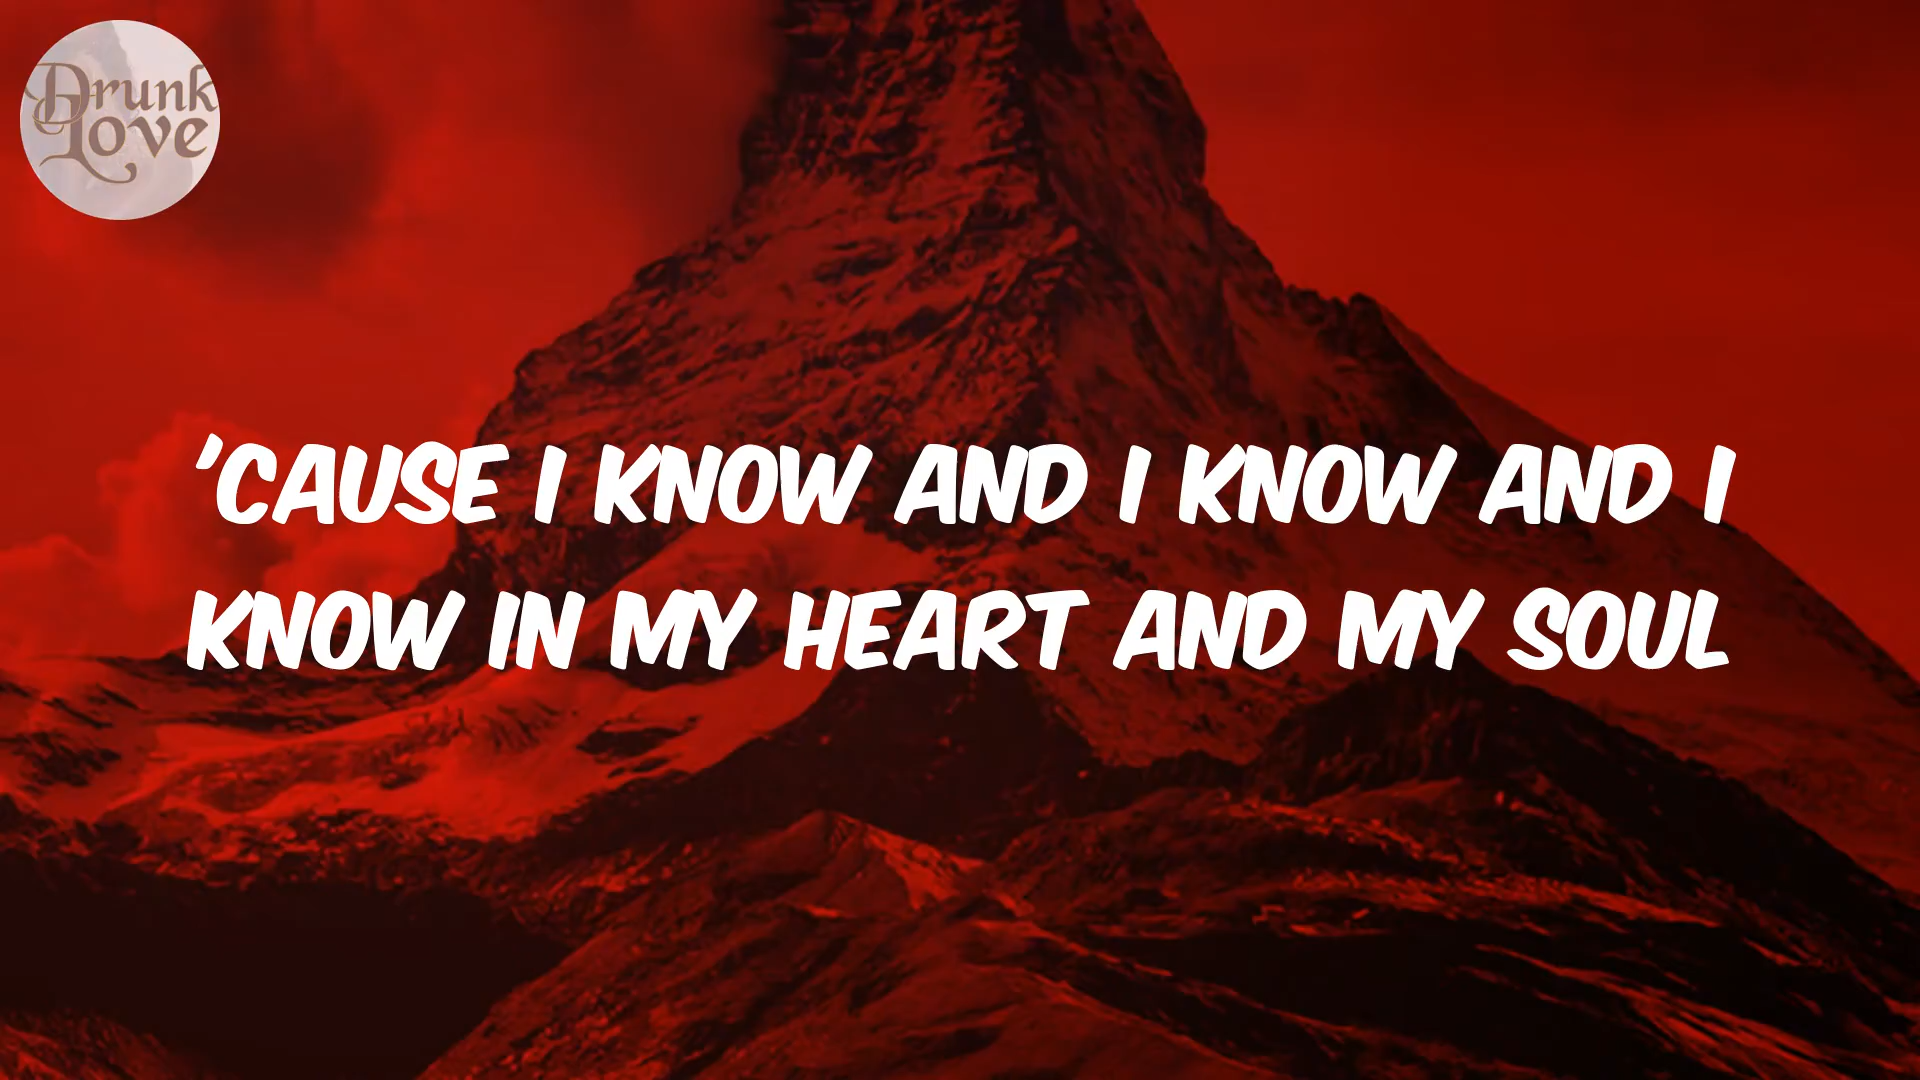 Drunk
Love
'CAUSE I KNOW AND I KNOW AND I
KNOW IN MY HEART AND MY SOUL